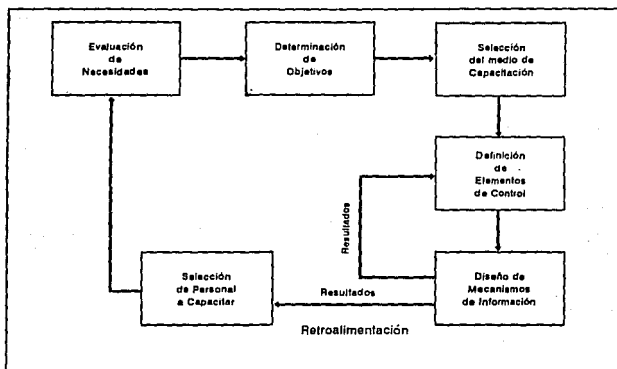 Evaluación
de
Necesidades
Determinación
de
Objetivos
Selección
del medio de
Capacitación
Definición
de
Elementos
de Control
Resultados
Diseño de
Mecanismos
de Información
Resultados
Selección
de Personal
a Capacitar
Retroalimentación